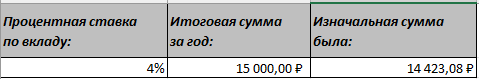 Процентная ставка по вкладу:
Итоговая сумма за год:
Изначальная сумма была:
4%
15 000,00 ₽
14 423,08 ₽